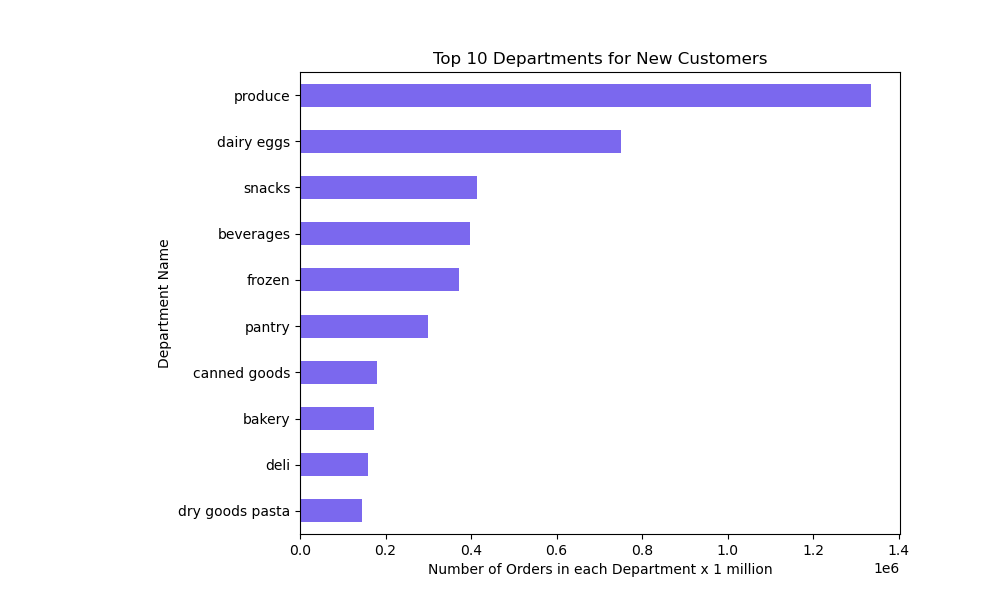 Top 10 Departments for New Customers
produce
dairy eggs
snacks
beverages
frozen
pantry
canned goods
bakery
deli
dry goods pasta
Department Name
0.0 0.2 0.4 0.6 0.8 1.0 1.2 1.4
1e6
Number of Orders in each Department x 1 million